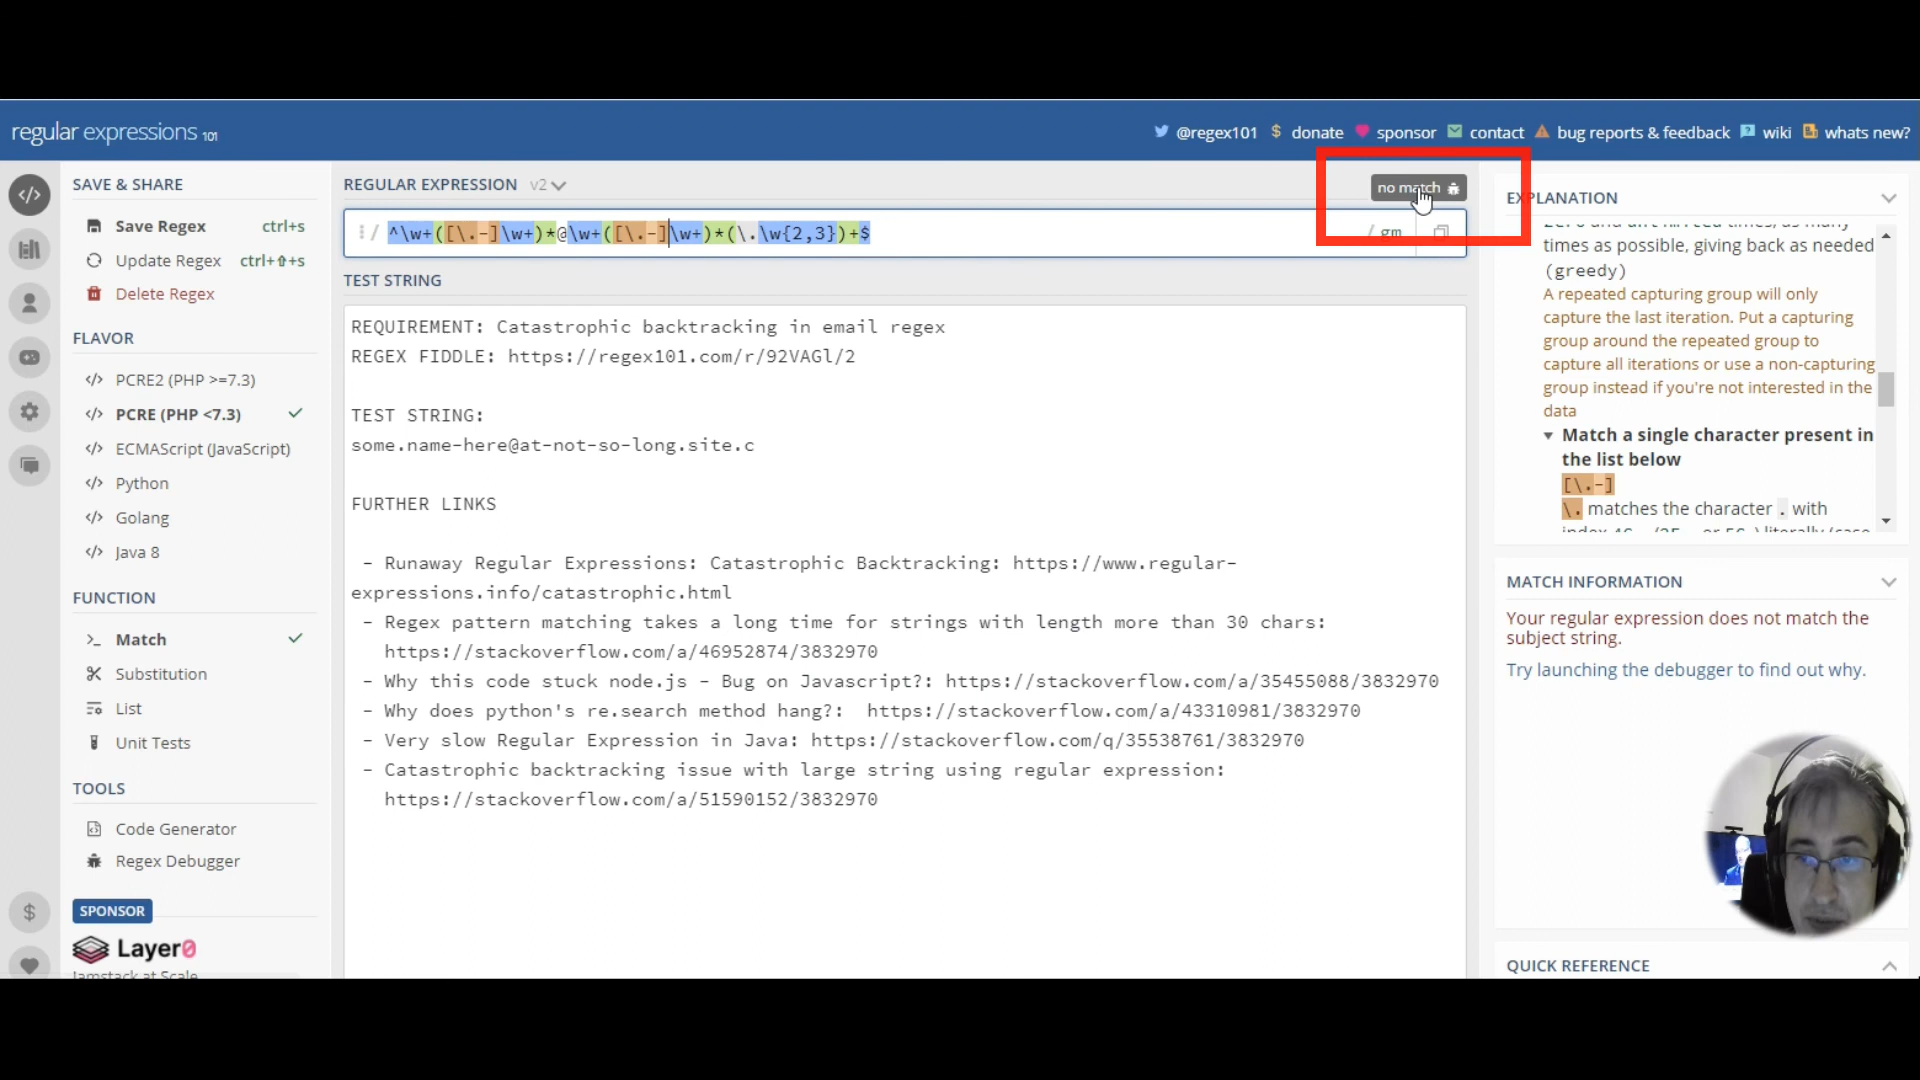 regular expressions 101
@regex101
donate
sponsor
contact
bug reports & feedback
wiki
whats new?
SAVE & SHARE
Save Regex ctrl+s
Update Regex ctrl+⇧+s
Delete Regex
FLAVOR
PCRE2 (PHP >=7.3)
PCRE (PHP <7.3)
ECMAScript (JavaScript)
Python
Golang
Java 8
FUNCTION
Match
Substitution
List
Unit Tests
TOOLS
Code Generator
Regex Debugger
SPONSOR
Layer0
Jamstack at Scale
REGULAR EXPRESSION v2
no match
/ ^\w+([\.-]\w+)*@\w+([\.-]\w+)*(\.\w{2,3})+$ / gm
TEST STRING
REQUIREMENT: Catastrophic backtracking in email regex
REGEX FIDDLE: https://regex101.com/r/92VAGl/2
TEST STRING:
some.name-here@at-not-so-long.site.c
FURTHER LINKS
- Runaway Regular Expressions: Catastrophic Backtracking: https://www.regular-
expressions.info/catastrophic.html
- Regex pattern matching takes a long time for strings with length more than 30 chars:
https://stackoverflow.com/a/46952874/3832970
- Why this code stuck node.js - Bug on Javascript?: https://stackoverflow.com/a/35455088/3832970
- Why does python's re.search method hang?: https://stackoverflow.com/a/43310981/3832970
- Very slow Regular Expression in Java: https://stackoverflow.com/q/35538761/3832970
- Catastrophic backtracking issue with large string using regular expression:
https://stackoverflow.com/a/51590152/3832970
EXPLANATION
times as possible, giving back as needed
(greedy)
A repeated capturing group will only
capture the last iteration. Put a capturing
group around the repeated group to
capture all iterations or use a non-capturing
group instead if you're not interested in the
data
Match a single character present in
the list below
[\.-]
\. matches the character . with
MATCH INFORMATION
Your regular expression does not match the
subject string.
Try launching the debugger to find out why.
QUICK REFERENCE